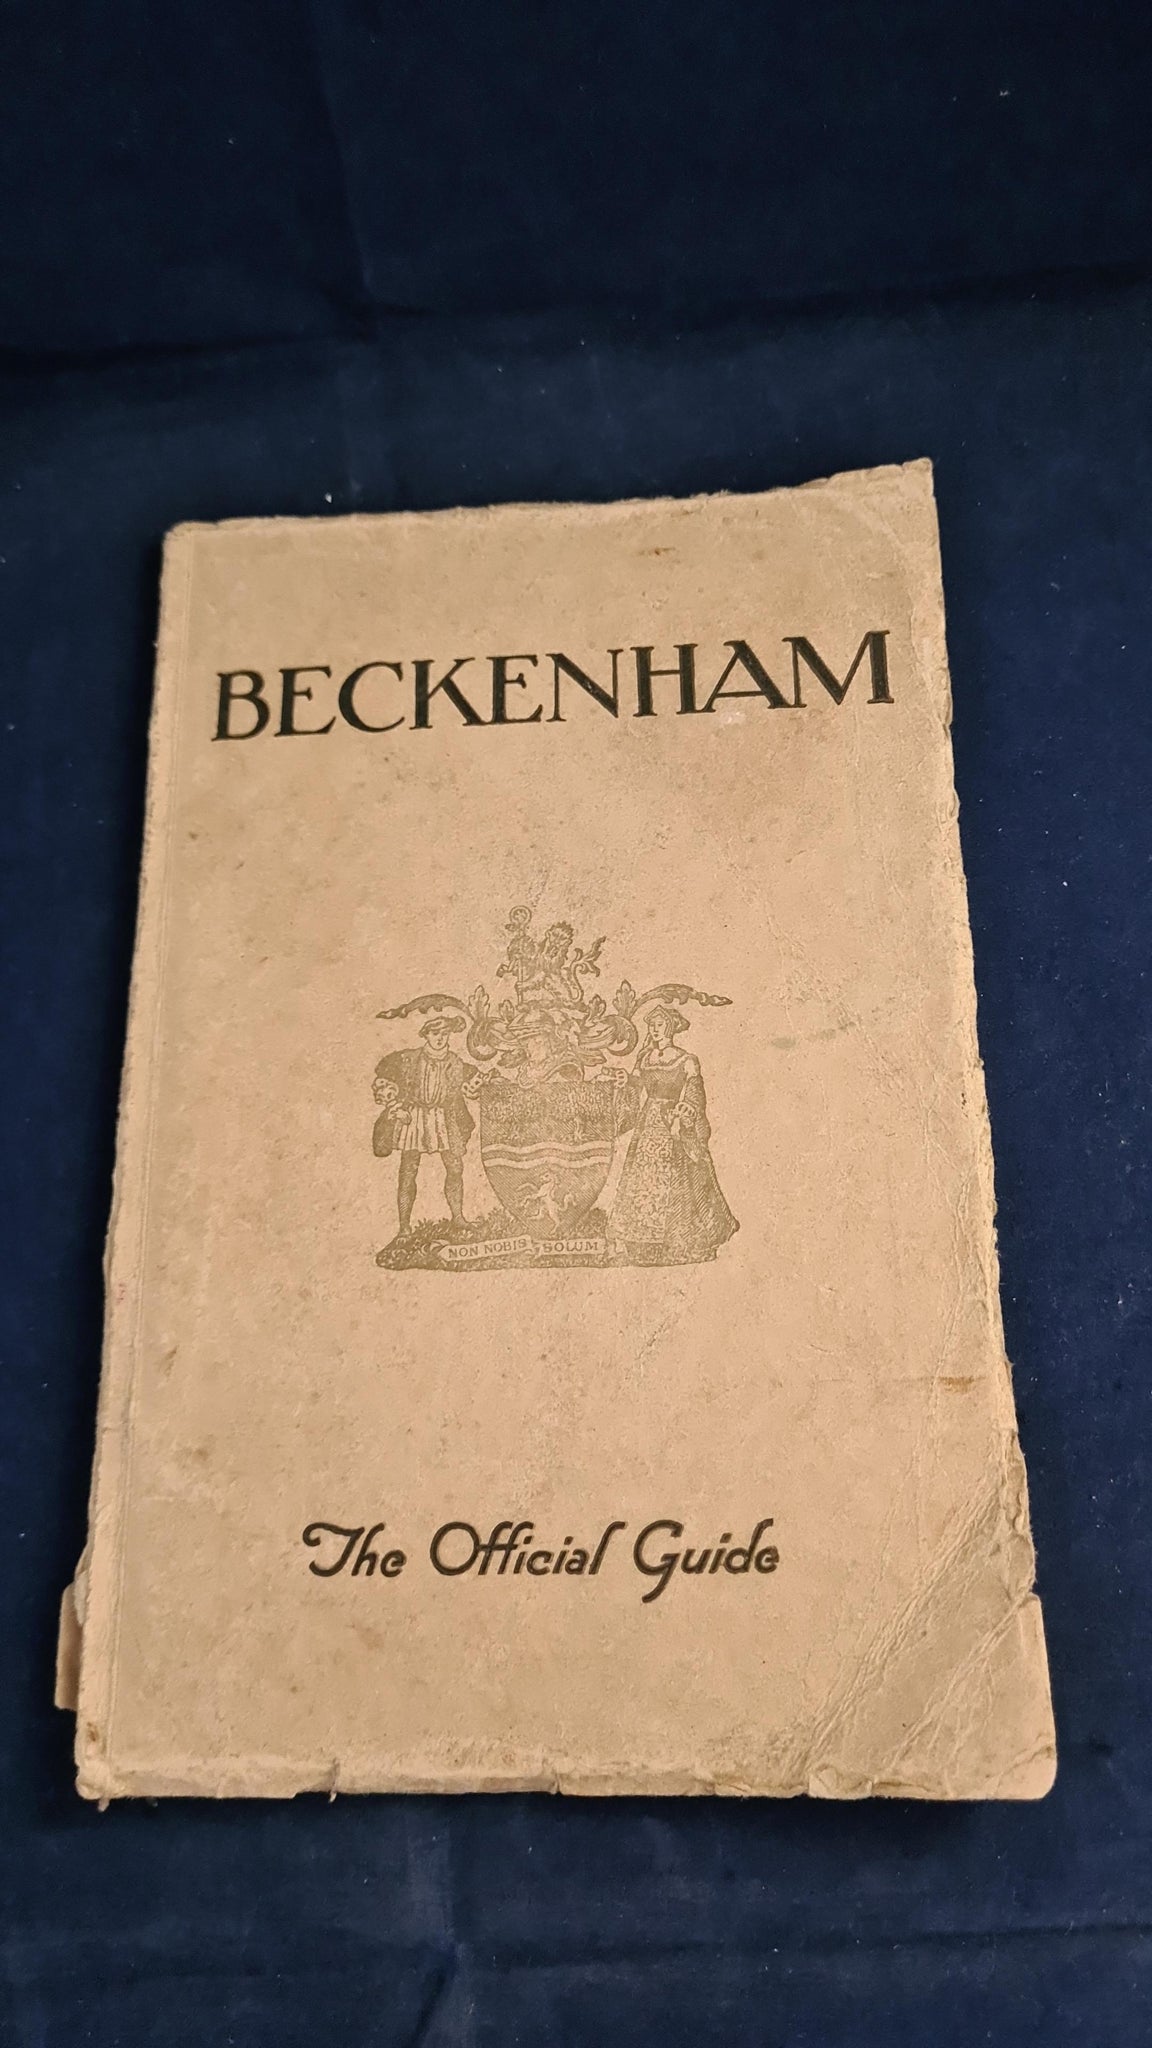 BECKENHAM
NON NOBIS SOLUM
The Official Guide